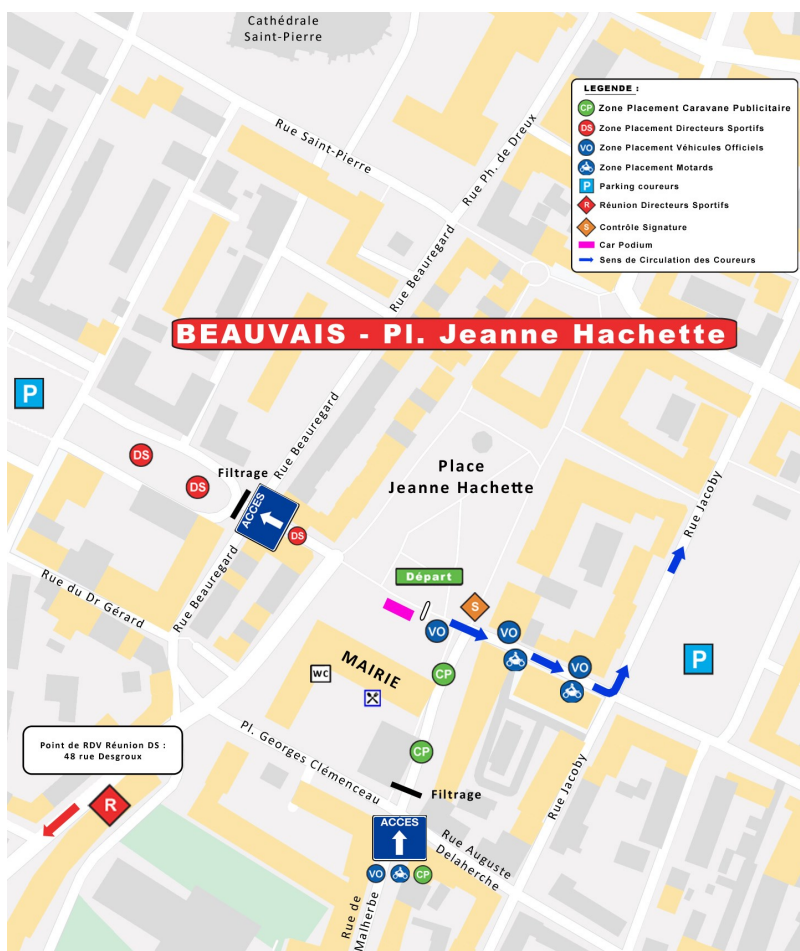 Cathédrale
Saint-Pierre
LEGENDE :
CP Zone Placement Caravane Publicitaire
DS Zone Placement Directeurs Sportifs
VO Zone Placement Véhicules Officiels
Zone Placement Motards
P Parking coureurs
R Réunion Directeurs Sportifs
S Contrôle Signature
Car Podium
Sens de Circulation des Coureurs
Rue Saint-Pierre
Rue Ph. de Dreux
Rue Beauregard
BEAUVAIS - Pl. Jeanne Hachette
P
Rue Beauregard
DS
DS
Filtrage
ACCES
DS
Place
Jeanne Hachette
Rue Jacoby
Rue du Dr Gérard
Rue Beauregard
Départ
S
VO
VO
VO
P
MAIRIE
WC
CP
CP
Pl. Georges Clémenceau
Point de RDV Réunion DS :
48 rue Desgroux
R
Filtrage
Rue Jacoby
ACCES
VO
CP
Rue Auguste
Delaherche
Rue de
Malherbe